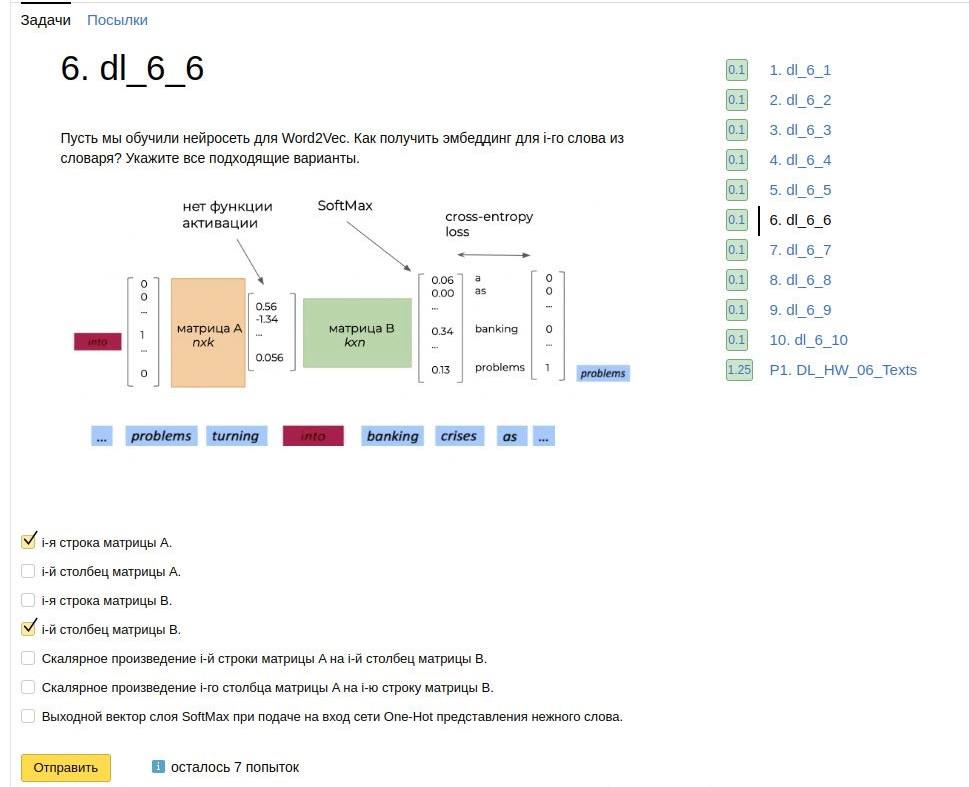 Задачи Посылки
6. dl_6_6
Пусть мы обучили нейросеть для Word2Vec. Как получить эмбеддинг для i-го слова из
словаря? Укажите все подходящие варианты.
нет функции
активации
SoftMax
cross-entropy
loss
into
0
0
...
1
...
0
матрица A
nxk
0.56
-1.34
...
0.056
матрица B
kxn
0.06
0.00
...
0.34
...
0.13
a
as
banking
problems
0
0
...
0
...
1
problems
... problems turning into banking crises as ...
i-я строка матрицы A.
i-й столбец матрицы A.
i-я строка матрицы B.
i-й столбец матрицы B.
Скалярное произведение i-й строки матрицы A на i-й столбец матрицы B.
Скалярное произведение i-го столбца матрицы A на i-ю строку матрицы B.
Выходной вектор слоя SoftMax при подаче на вход сети One-Hot представления нежного слова.
Отправить i осталось 7 попыток
0.1 1. dl_6_1
0.1 2. dl_6_2
0.1 3. dl_6_3
0.1 4. dl_6_4
0.1 5. dl_6_5
0.1 6. dl_6_6
0.1 7. dl_6_7
0.1 8. dl_6_8
0.1 9. dl_6_9
0.1 10. dl_6_10
1.25 P1. DL_HW_06_Texts